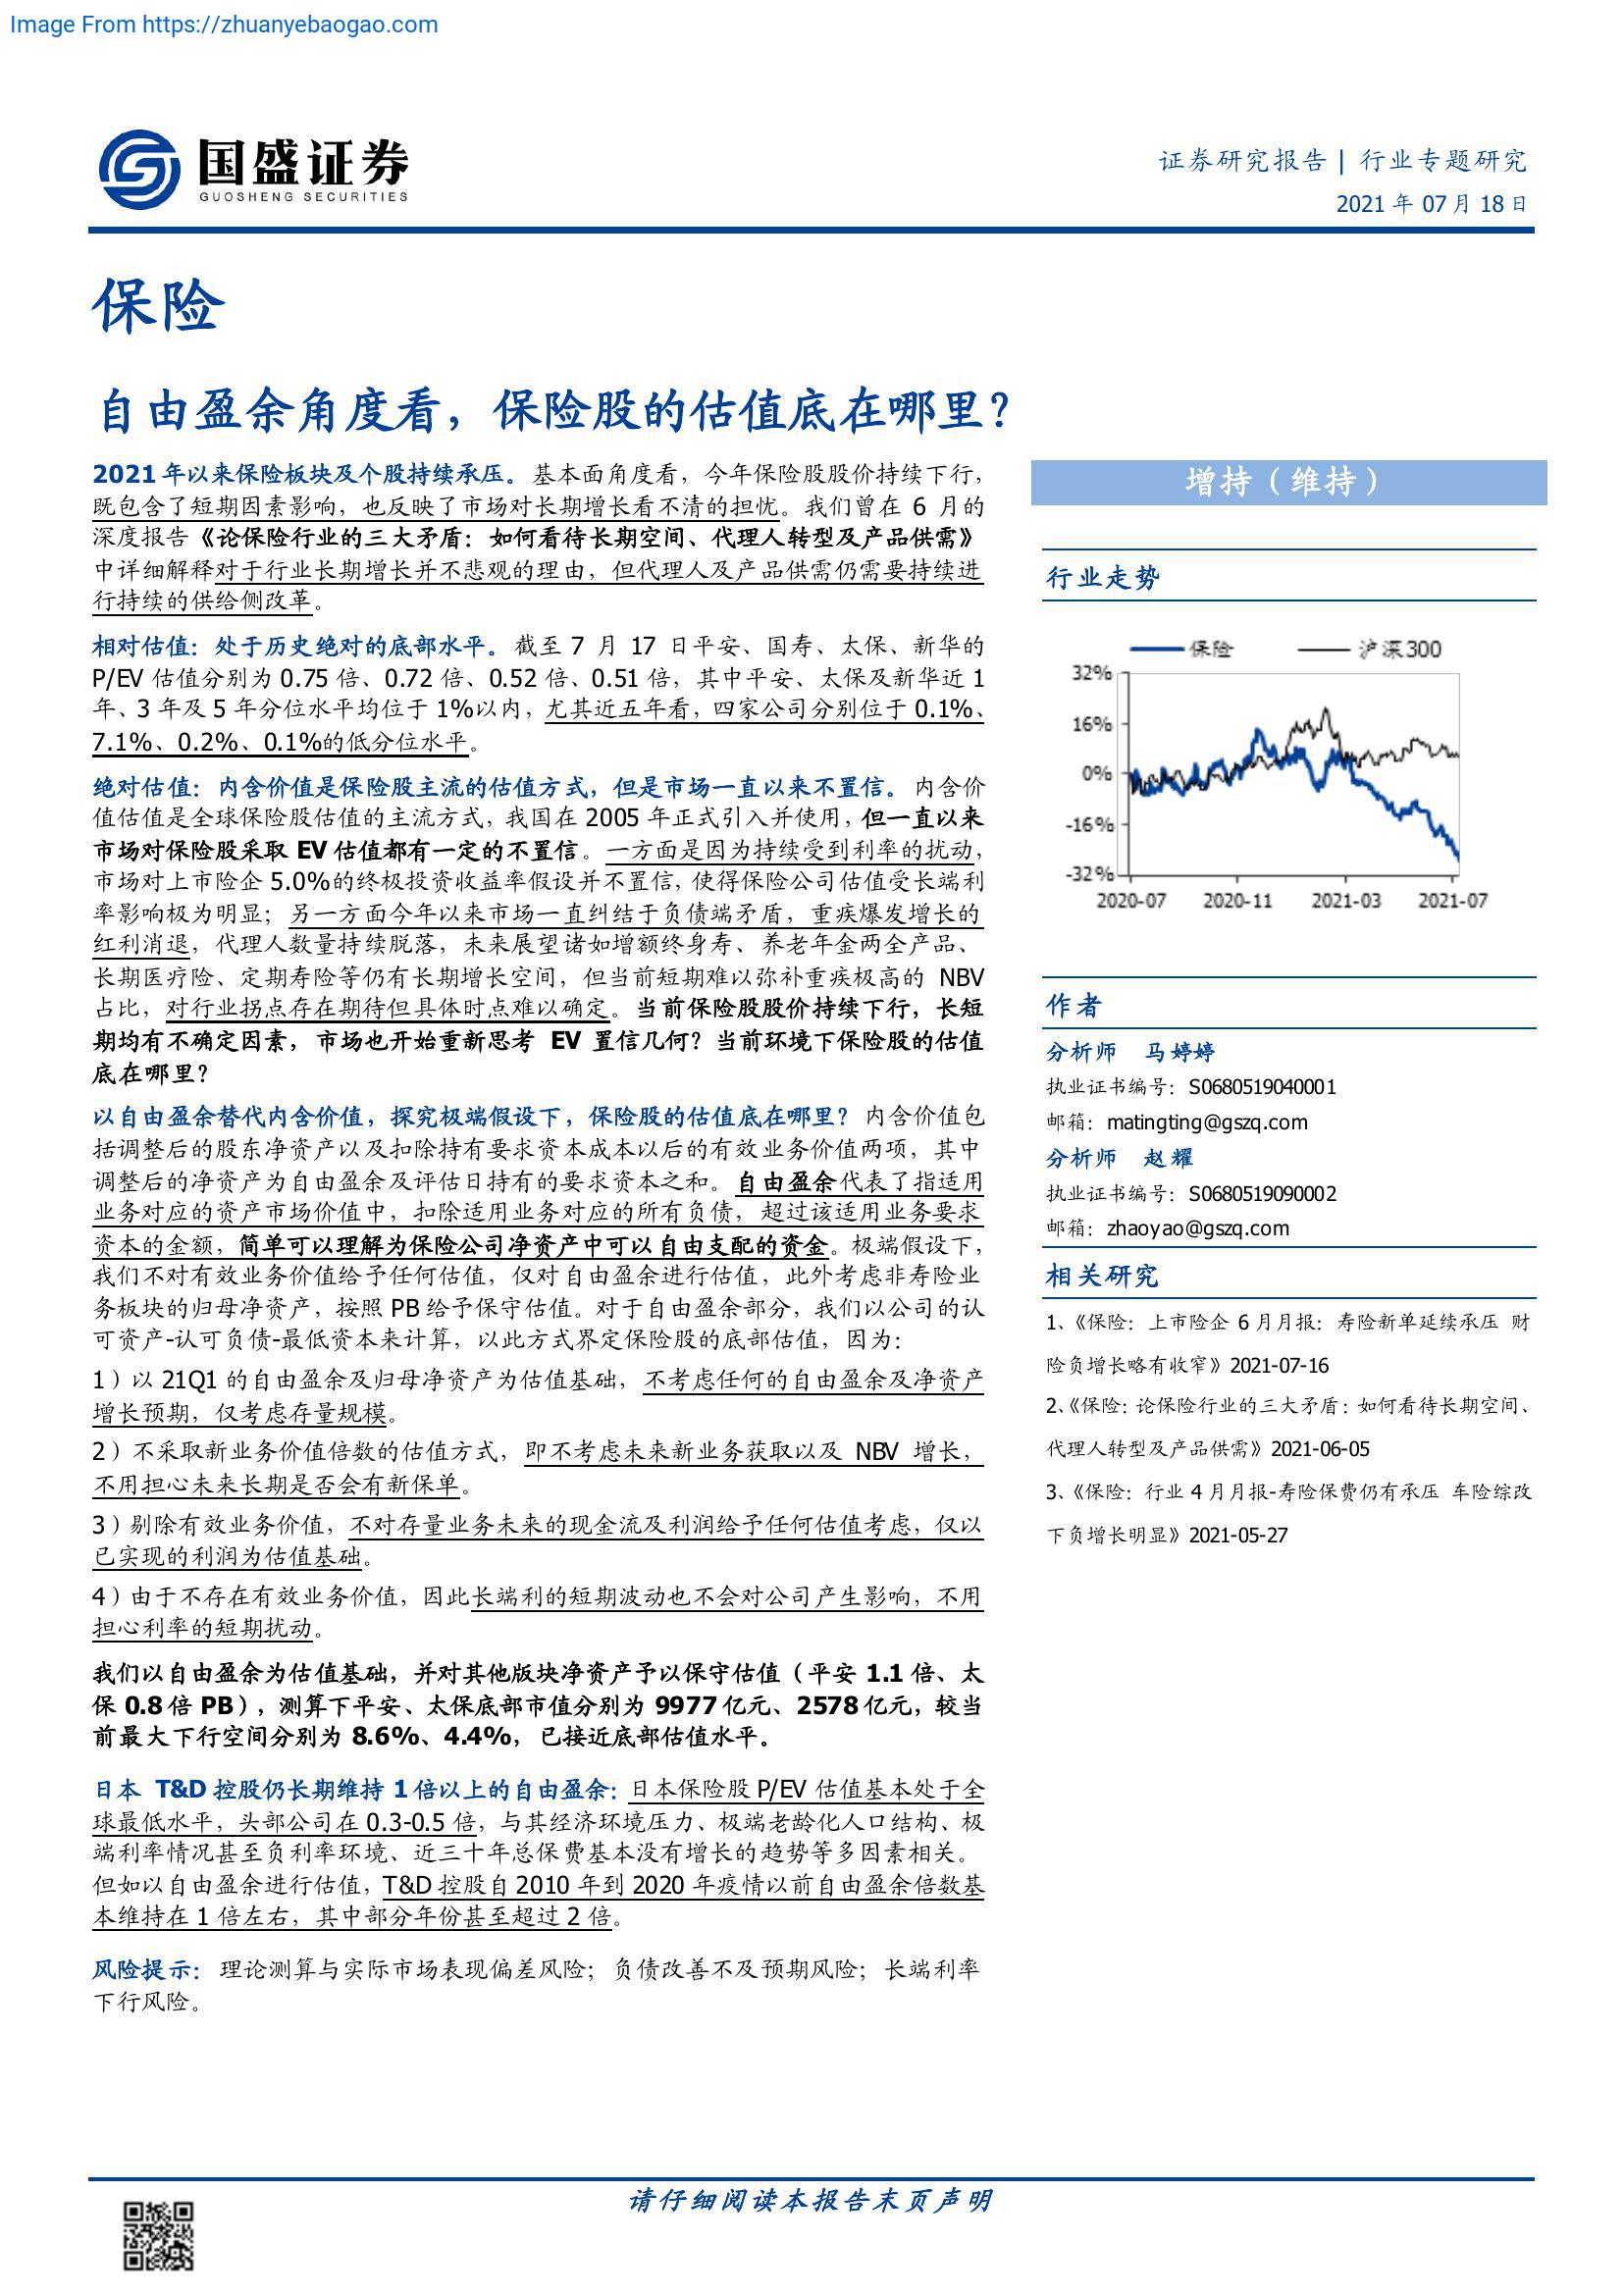 Image From https://zhuanyebaogao.com
国盛证券
GUOSHENG SECURITIES
证券研究报告 | 行业专题研究
2021 年 07 月 18 日
保险
自由盈余角度看，保险股的估值底在哪里？
2021 年以来保险板块及个股持续承压。基本面角度看，今年保险股股价持续下行，
既包含了短期因素影响，也反映了市场对长期增长看不清的担忧。我们曾在 6 月的
深度报告《论保险行业的三大矛盾：如何看待长期空间、代理人转型及产品供需》
中详细解释对于行业长期增长并不悲观的理由，但代理人及产品供需仍需要持续进
行持续的供给侧改革。
相对估值：处于历史绝对的底部水平。截至 7 月 17 日平安、国寿、太保、新华的
P/EV 估值分别为 0.75 倍、0.72 倍、0.52 倍、0.51 倍，其中平安、太保及新华近 1
年、3 年及 5 年分位水平均位于 1%以内，尤其近五年看，四家公司分别位于 0.1%、
7.1%、0.2%、0.1%的低分位水平。
绝对估值：内含价值是保险股主流的估值方式，但是市场一直以来不置信。内含价
值估值是全球保险股估值的主流方式，我国在 2005 年正式引入并使用，但一直以来
市场对保险股采取 EV 估值都有一定的不置信。一方面是因为持续受到利率的扰动，
市场对上市险企 5.0%的终极投资收益率假设并不置信，使得保险公司估值受长端利
率影响极为明显；另一方面今年以来市场一直纠结于负债端矛盾，重疾爆发增长的
红利消退，代理人数量持续脱落，未来展望诸如增额终身寿、养老年金两全产品、
长期医疗险、定期寿险等仍有长期增长空间，但当前短期难以弥补重疾极高的 NBV
占比，对行业拐点存在期待但具体时点难以确定。当前保险股股价持续下行，长短
期均有不确定因素，市场也开始重新思考 EV 置信几何？当前环境下保险股的估值
底在哪里？
以自由盈余替代内含价值，探究极端假设下，保险股的估值底在哪里？内含价值包
括调整后的股东净资产以及扣除持有要求资本成本以后的有效业务价值两项，其中
调整后的净资产为自由盈余及评估日持有的要求资本之和。自由盈余代表了指适用
业务对应的资产市场价值中，扣除适用业务对应的所有负债，超过该适用业务要求
资本的金额，简单可以理解为保险公司净资产中可以自由支配的资金。极端假设下，
我们不对有效业务价值给予任何估值，仅对自由盈余进行估值，此外考虑非寿险业
务板块的归母净资产，按照 PB 给予保守估值。对于自由盈余部分，我们以公司的认
可资产-认可负债-最低资本来计算，以此方式界定保险股的底部估值，因为：
1）以 21Q1 的自由盈余及归母净资产为估值基础，不考虑任何的自由盈余及净资产
增长预期，仅考虑存量规模。
2）不采取新业务价值倍数的估值方式，即不考虑未来新业务获取以及 NBV 增长，
不用担心未来长期是否会有新保单。
3）剔除有效业务价值，不对存量业务未来的现金流及利润给予任何估值考虑，仅以
已实现的利润为估值基础。
4）由于不存在有效业务价值，因此长端利的短期波动也不会对公司产生影响，不用
担心利率的短期扰动。
我们以自由盈余为估值基础，并对其他版块净资产予以保守估值（平安 1.1 倍、太
保 0.8 倍 PB），测算下平安、太保底部市值分别为 9977 亿元、2578 亿元，较当
前最大下行空间分别为 8.6%、4.4%，已接近底部估值水平。
日本 T&D 控股仍长期维持 1 倍以上的自由盈余：日本保险股 P/EV 估值基本处于全
球最低水平，头部公司在 0.3-0.5 倍，与其经济环境压力、极端老龄化人口结构、极
端利率情况甚至负利率环境、近三十年总保费基本没有增长的趋势等多因素相关。
但如以自由盈余进行估值，T&D 控股自 2010 年到 2020 年疫情以前自由盈余倍数基
本维持在 1 倍左右，其中部分年份甚至超过 2 倍。
风险提示：理论测算与实际市场表现偏差风险；负债改善不及预期风险；长端利率
下行风险。
增持（维持）
行业走势
保险 沪深300
32%
16%
0%
-16%
-32%
2020-07 2020-11 2021-03 2021-07
作者
分析师 马婷婷
执业证书编号：S0680519040001
邮箱：matingting@gszq.com
分析师 赵耀
执业证书编号：S0680519090002
邮箱：zhaoyao@gszq.com
相关研究
1、《保险：上市险企 6 月月报：寿险新单延续承压 财
险负增长略有收窄》2021-07-16
2、《保险：论保险行业的三大矛盾：如何看待长期空间、
代理人转型及产品供需》2021-06-05
3、《保险：行业 4 月月报-寿险保费仍有承压 车险综改
下负增长明显》2021-05-27
请仔细阅读本报告末页声明